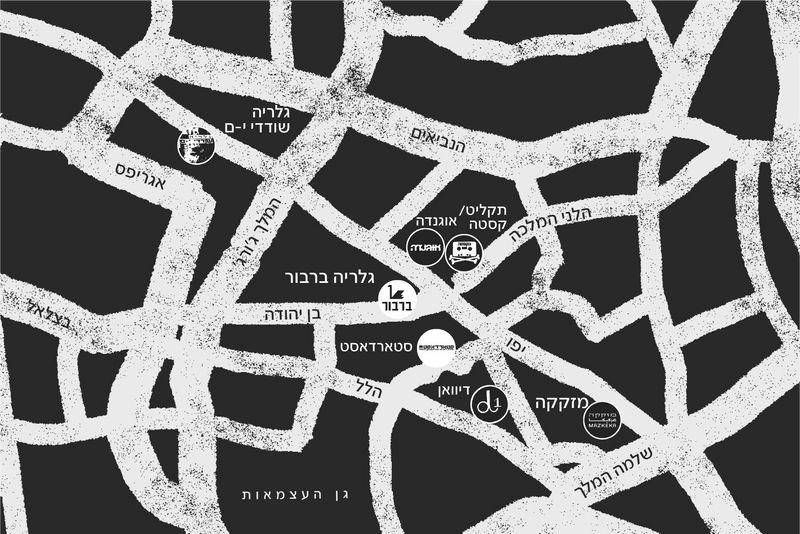 גלריה
שודדי י-ם
הנביאים
אגריפס
תקליט/
קסטה
אוגנדה
הלני המלכה
המלך ג'ורג'
גלריה ברבור
ברבור
בצלאל
בן יהודה
יפו
סטארדאסט
הלל
דיוואן
מזקקה
מזקקה
MAZKEKA
שלמה המלך
גן העצמאות